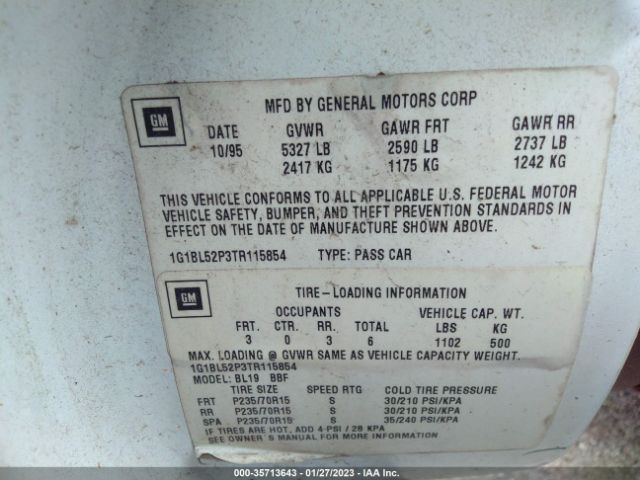 GM
MFD BY GENERAL MOTORS CORP
DATE GVWR GAWR FRT GAWR RR
10/95 5327 LB 2590 LB 2737 LB
2417 KG 1175 KG 1242 KG
THIS VEHICLE CONFORMS TO ALL APPLICABLE U.S. FEDERAL MOTOR
VEHICLE SAFETY, BUMPER, AND THEFT PREVENTION STANDARDS IN
EFFECT ON THE DATE OF MANUFACTURE SHOWN ABOVE.
1G1BL52P3TR115854 TYPE: PASS CAR
GM
TIRE-LOADING INFORMATION
OCCUPANTS VEHICLE CAP. WT.
FRT. CTR. RR. TOTAL LBS KG
3 0 3 6 1102 500
MAX. LOADING @ GVWR SAME AS VEHICLE CAPACITY WEIGHT.
1G1BL52P3TR115854
MODEL: BL19 BBF
TIRE SIZE SPEED RTG COLD TIRE PRESSURE
FRT P235/70R15 S 30/210 PSI/KPA
RR P235/70R15 S 30/210 PSI/KPA
SPA P235/70R15 S 35/240 PSI/KPA
IF TIRES ARE HOT, ADD 4-PSI / 28 KPA
SEE OWNER'S MANUAL FOR MORE INFORMATION
000-35713643 - 01/27/2023 - IAA Inc.